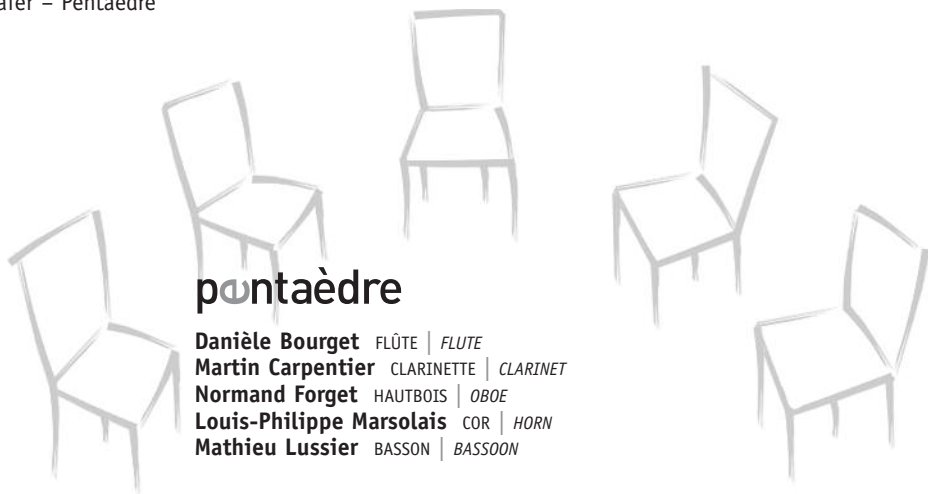 – Pentaèdre
pentaèdre
Danièle Bourget FLÛTE | FLUTE
Martin Carpentier CLARINETTE | CLARINET
Normand Forget HAUTBOIS | OBOE
Louis-Philippe Marsolais COR | HORN
Mathieu Lussier BASSON | BASSOON